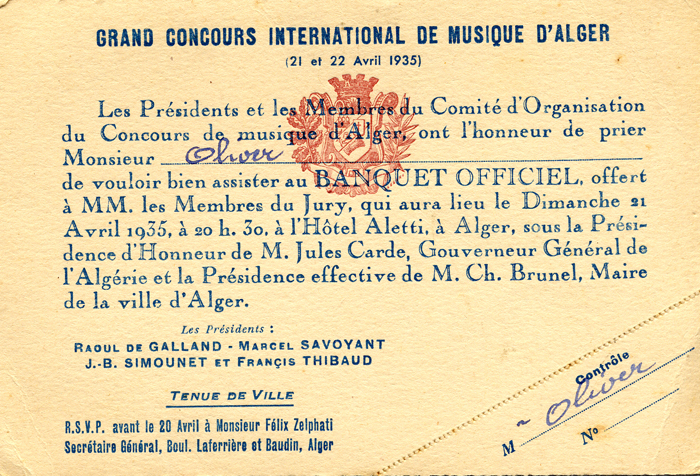 GRAND CONCOURS INTERNATIONAL DE MUSIQUE D'ALGER
(21 et 22 Avril 1935)
Les Présidents et les Membres du Comité d'Organisation
du Concours de musique d'Alger, ont l'honneur de prier
Monsieur Oliver
de vouloir bien assister au BANQUET OFFICIEL, offert
à MM. les Membres du Jury, qui aura lieu le Dimanche 21
Avril 1935, à 20 h. 30, à l'Hôtel Aletti, à Alger, sous la Prési-
dence d'Honneur de M. Jules Carde, Gouverneur Général de
l'Algérie et la Présidence effective de M. Ch. Brunel, Maire
de la ville d'Alger.
Les Présidents :
RAOUL DE GALLAND - MARCEL SAVOYANT
J.-B. SIMOUNET ET FRANÇIS THIBAUD
TENUE DE VILLE
R.S.V.P. avant le 20 Avril à Monsieur Félix Zelphati
Secrétaire Général, Boul. Laferrière et Baudin, Alger
Contrôle
M Oliver
No